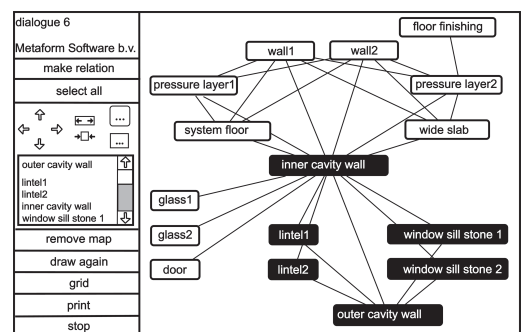 dialogue 6
Metaform Software b.v.
make relation
select all
...
...
outer cavity wall
lintel1
lintel2
inner cavity wall
window sill stone 1
remove map
draw again
grid
print
stop
floor finishing
wall1
wall2
pressure layer1
pressure layer2
system floor
wide slab
inner cavity wall
glass1
glass2
door
lintel1
lintel2
window sill stone 1
window sill stone 2
outer cavity wall